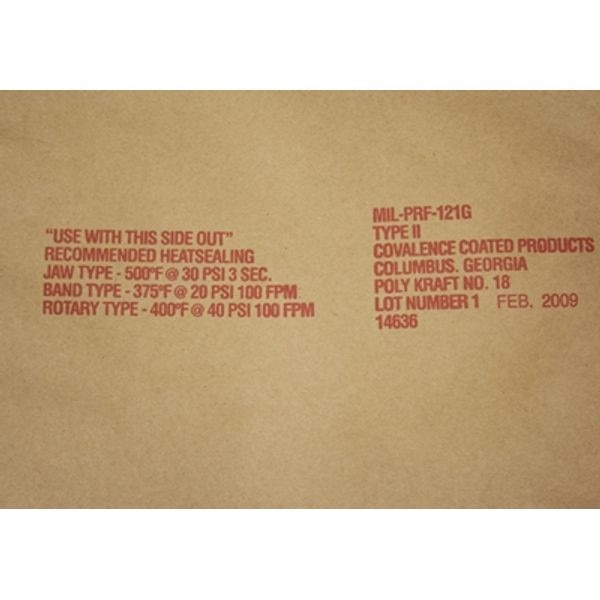 "USE WITH THIS SIDE OUT"
RECOMMENDED HEATSEALING
JAW TYPE - 500°F @ 30 PSI 3 SEC.
BAND TYPE - 375°F @ 20 PSI 100 FPM
ROTARY TYPE - 400°F @ 40 PSI 100 FPM
MIL-PRF-121G
TYPE II
COVALENCE COATED PRODUCTS
COLUMBUS. GEORGIA
POLY KRAFT NO. 18
LOT NUMBER 1 FEB. 2009
14636